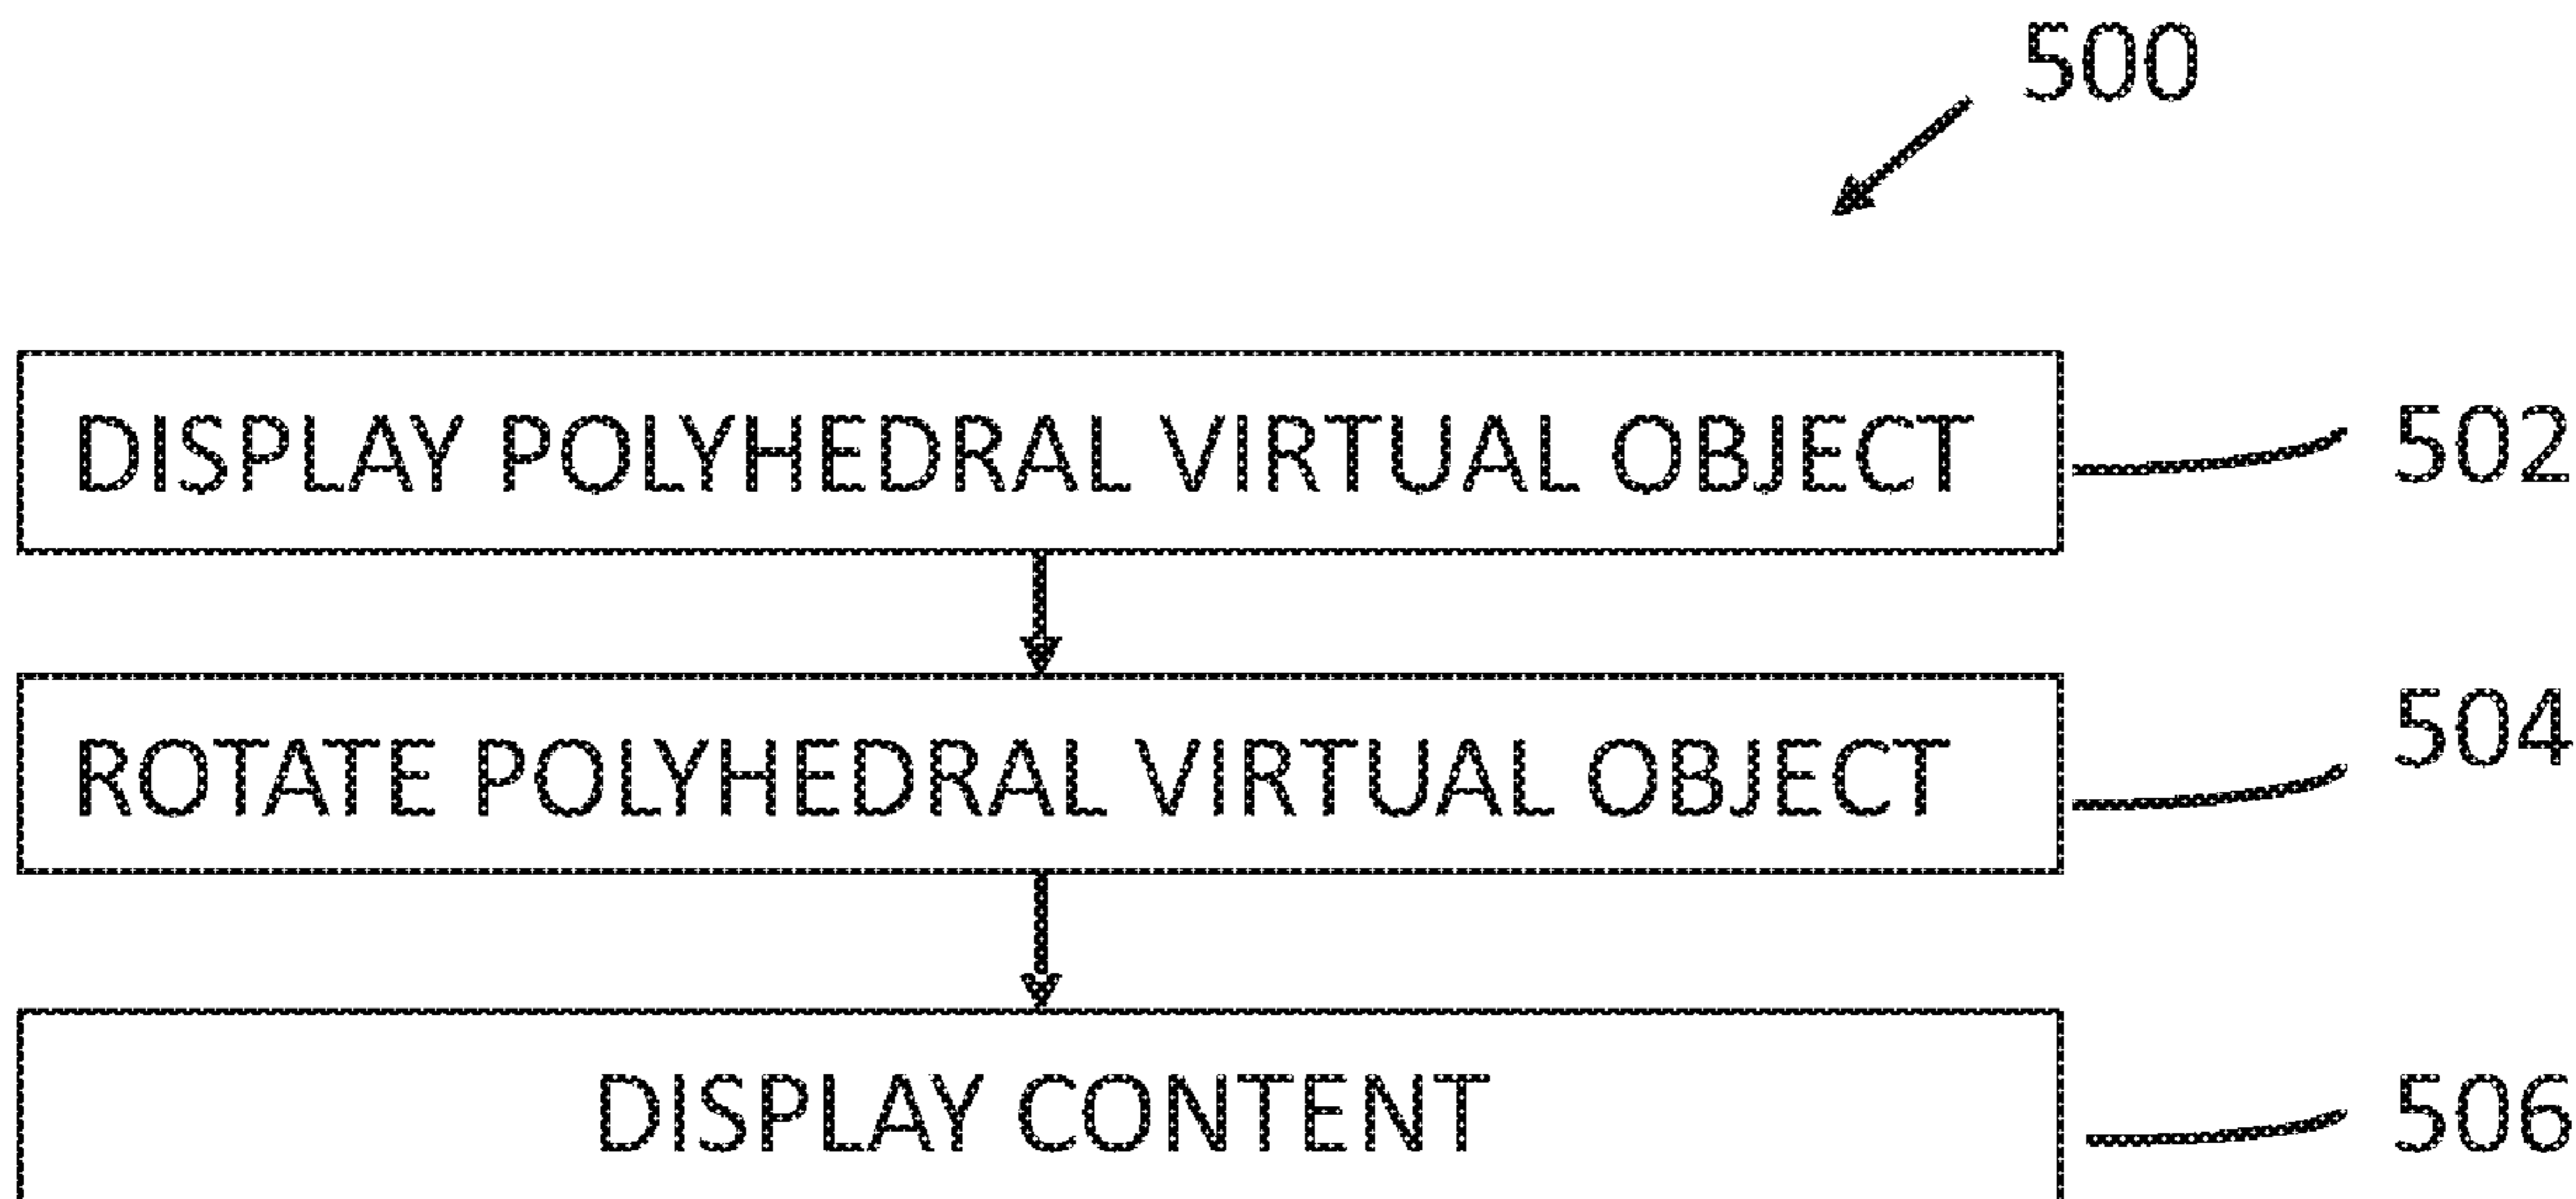 500
DISPLAY POLYHEDRAL VIRTUAL OBJECT
502
ROTATE POLYHEDRAL VIRTUAL OBJECT
504
DISPLAY CONTENT
506